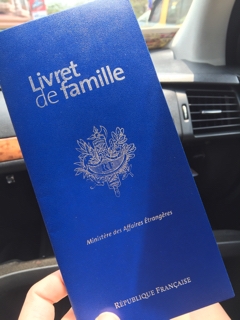 Livret
de famille
Ministère des Affaires Étrangères
RÉPUBLIQUE FRANÇAISE